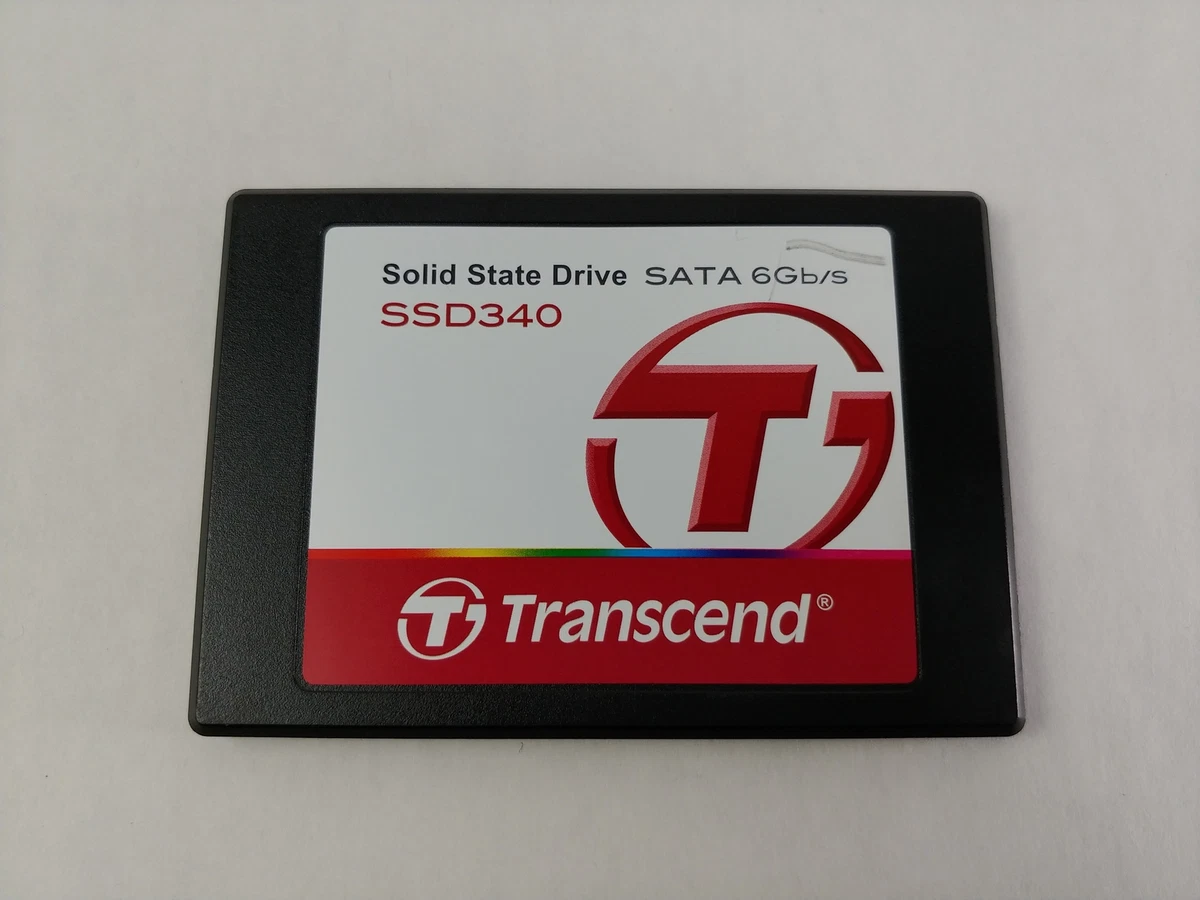 Solid State Drive SATA 6Gb/s
SSD340
Transcend®